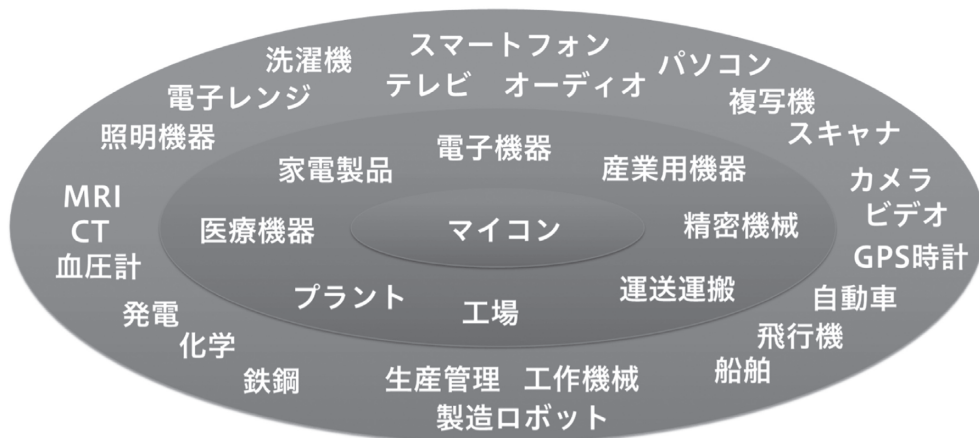 スマートフォン
洗濯機
パソコン
テレビ オーディオ
電子レンジ
複写機
照明機器
スキャナ
電子機器
家電製品
産業用機器
カメラ
MRI
ビデオ
CT
医療機器
マイコン
精密機械
血圧計
GPS時計
プラント
運送運搬
自動車
発電
工場
飛行機
化学
船舶
鉄鋼
生産管理 工作機械
製造ロボット